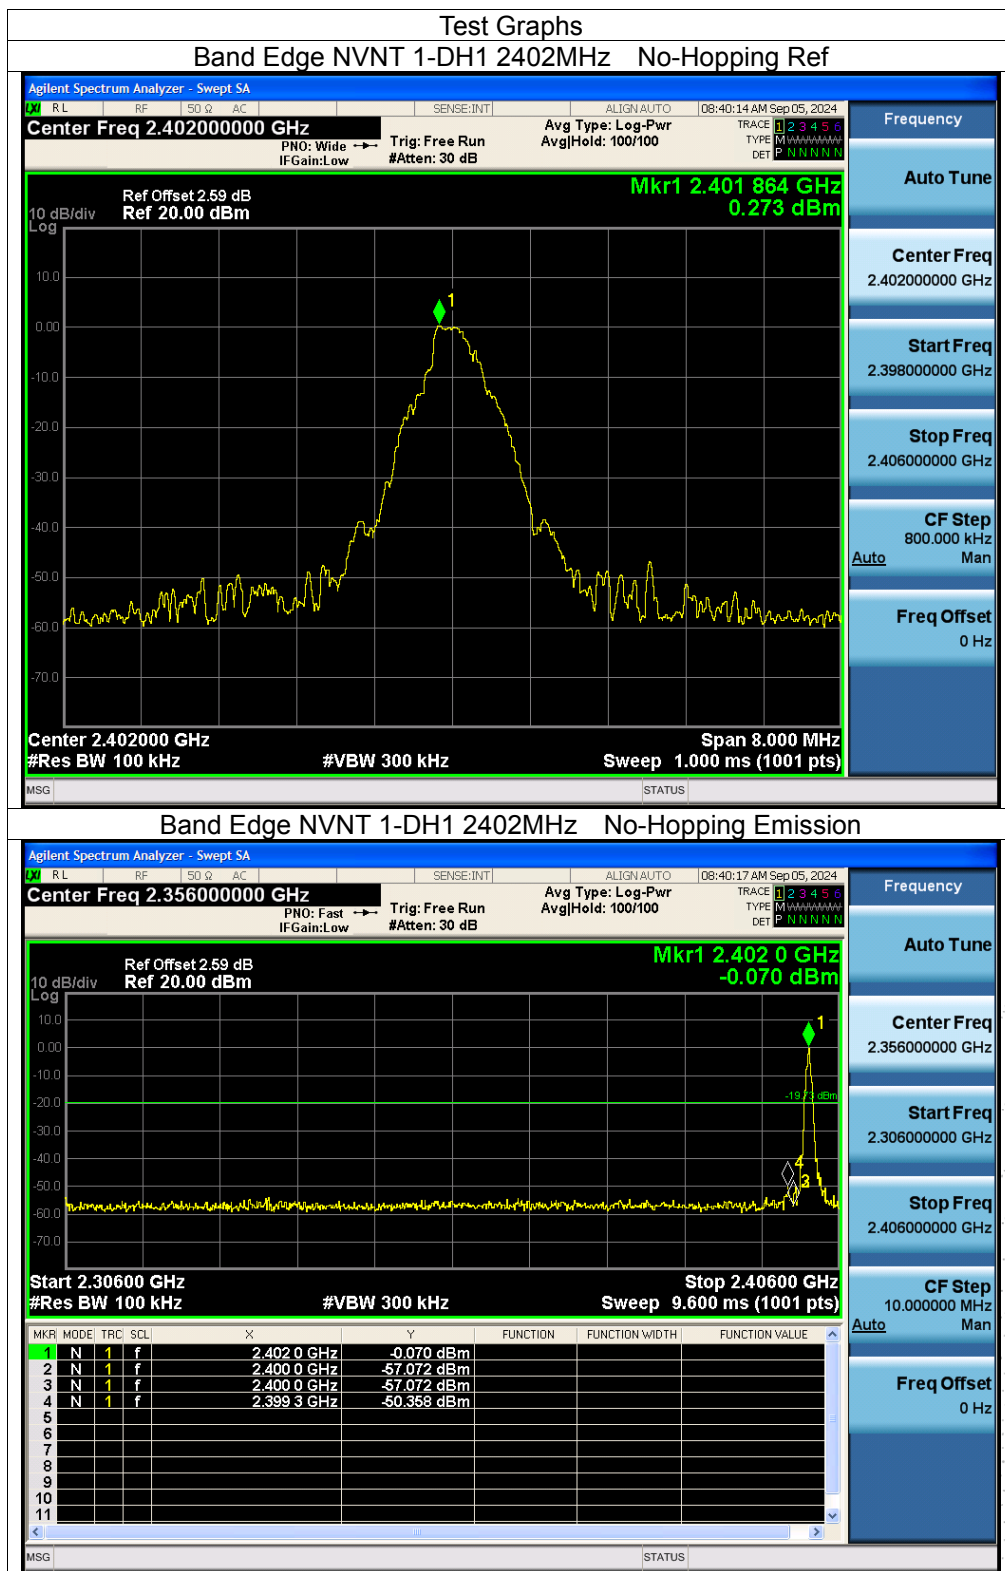 Test Graphs
Band Edge NVNT 1-DH1 2402MHz No-Hopping Ref
Agilent Spectrum Analyzer - Swept SA
LXI RL RF 50 Ω AC SENSE:INT ALIGN AUTO 08:40:14 AM Sep 05, 2024
Center Freq 2.402000000 GHz
PNO: Wide
IFGain:Low
Trig: Free Run
#Atten: 30 dB
Avg Type: Log-Pwr
Avg|Hold: 100/100
TRACE 1 2 3 4 5 6
TYPE M
DET P N N N N N
Ref Offset 2.59 dB
10 dB/div Ref 20.00 dBm
Log
Mkr1 2.401 864 GHz
0.273 dBm
10.0
0.00
-10.0
-20.0
-30.0
-40.0
-50.0
-60.0
-70.0
1
Center 2.402000 GHz Span 8.000 MHz
#Res BW 100 kHz #VBW 300 kHz Sweep 1.000 ms (1001 pts)
MSG STATUS
Frequency
Auto Tune
Center Freq
2.402000000 GHz
Start Freq
2.398000000 GHz
Stop Freq
2.406000000 GHz
CF Step
800.000 kHz
Auto Man
Freq Offset
0 Hz
Band Edge NVNT 1-DH1 2402MHz No-Hopping Emission
Agilent Spectrum Analyzer - Swept SA
LXI RL RF 50 Ω AC SENSE:INT ALIGN AUTO 08:40:17 AM Sep 05, 2024
Center Freq 2.356000000 GHz
PNO: Fast
IFGain:Low
Trig: Free Run
#Atten: 30 dB
Avg Type: Log-Pwr
Avg|Hold: 100/100
TRACE 1 2 3 4 5 6
TYPE M
DET P N N N N N
Ref Offset 2.59 dB
10 dB/div Ref 20.00 dBm
Log
Mkr1 2.402 0 GHz
-0.070 dBm
10.0
0.00
-10.0
-20.0
-30.0
-40.0
-50.0
-60.0
-70.0
1
-19.73 dBm
4
3
Start 2.30600 GHz Stop 2.40600 GHz
#Res BW 100 kHz #VBW 300 kHz Sweep 9.600 ms (1001 pts)
MKR MODE TRC SCL X Y FUNCTION FUNCTION WIDTH FUNCTION VALUE
1 N 1 f 2.402 0 GHz -0.070 dBm
2 N 1 f 2.400 0 GHz -57.072 dBm
3 N 1 f 2.400 0 GHz -57.072 dBm
4 N 1 f 2.399 3 GHz -50.358 dBm
5
6
7
8
9
10
11
MSG STATUS
Frequency
Auto Tune
Center Freq
2.356000000 GHz
Start Freq
2.306000000 GHz
Stop Freq
2.406000000 GHz
CF Step
10.000000 MHz
Auto Man
Freq Offset
0 Hz